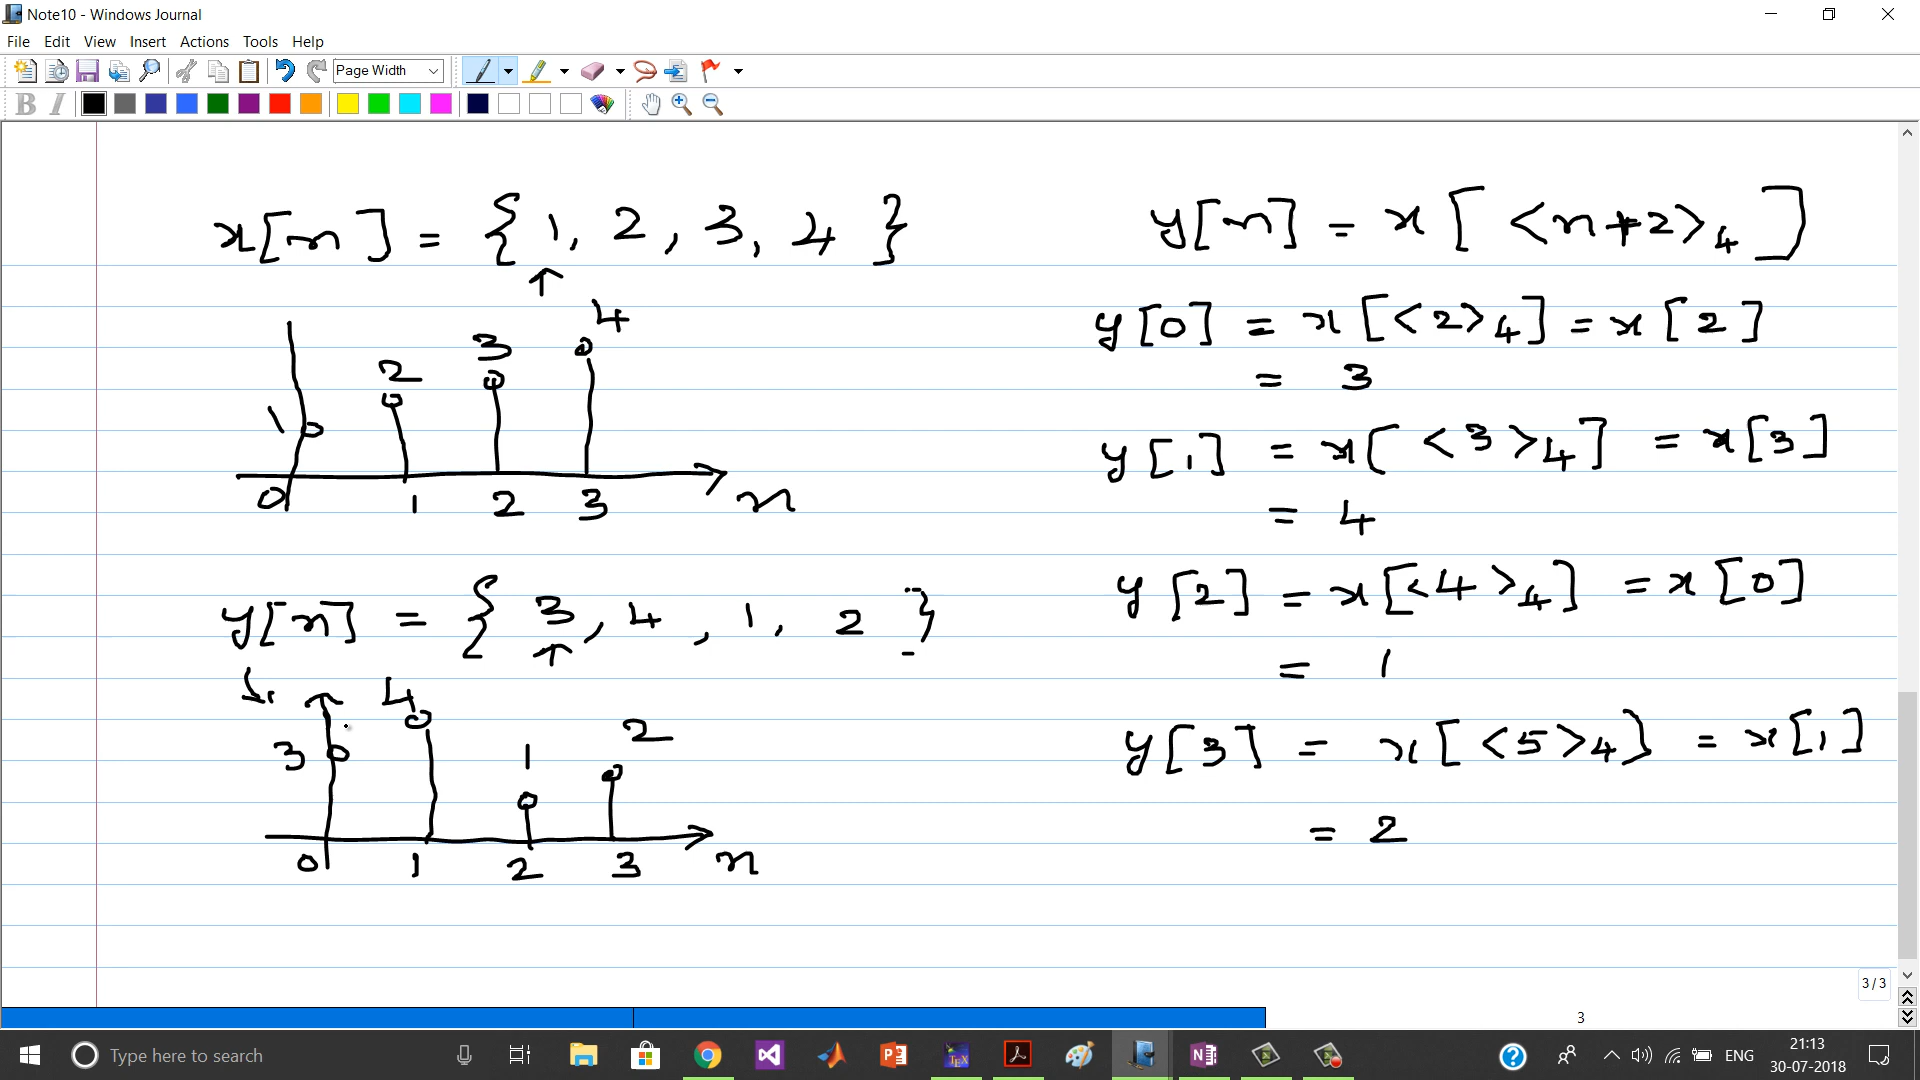 Note10 - Windows Journal
File Edit View Insert Actions Tools Help
Page Width
B I
x[n] = { 1, 2, 3, 4 }
↑
1 2 3 4
0 1 2 3 n
y[n] = { 3, 4, 1, 2 }
↑
3 4 1 2
0 1 2 3 n
y[n] = x[ <n+2>4 ]
y[0] = x[<2>4] = x[2]
= 3
y[1] = x[<3>4] = x[3]
= 4
y[2] = x[<4>4] = x[0]
= 1
y[3] = x[<5>4} = x[1]
= 2
3 / 3
3
Type here to search
ENG
21:13
30-07-2018